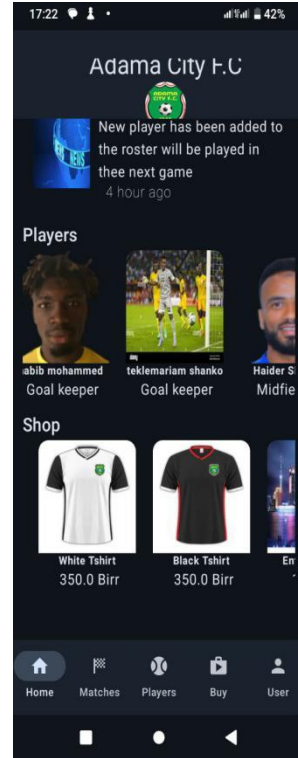 17:22
42%
Adama City F.C
ADAMA
CITY F.C.
NEWS
New player has been added to
the roster will be played in
thee next game
4 hour ago
Players
abib mohammed
teklemariam shanko
Haider S
Goal keeper
Goal keeper
Midfie
Shop
White Tshirt
Black Tshirt
En
350.0 Birr
350.0 Birr
Home
Matches
Players
Buy
User